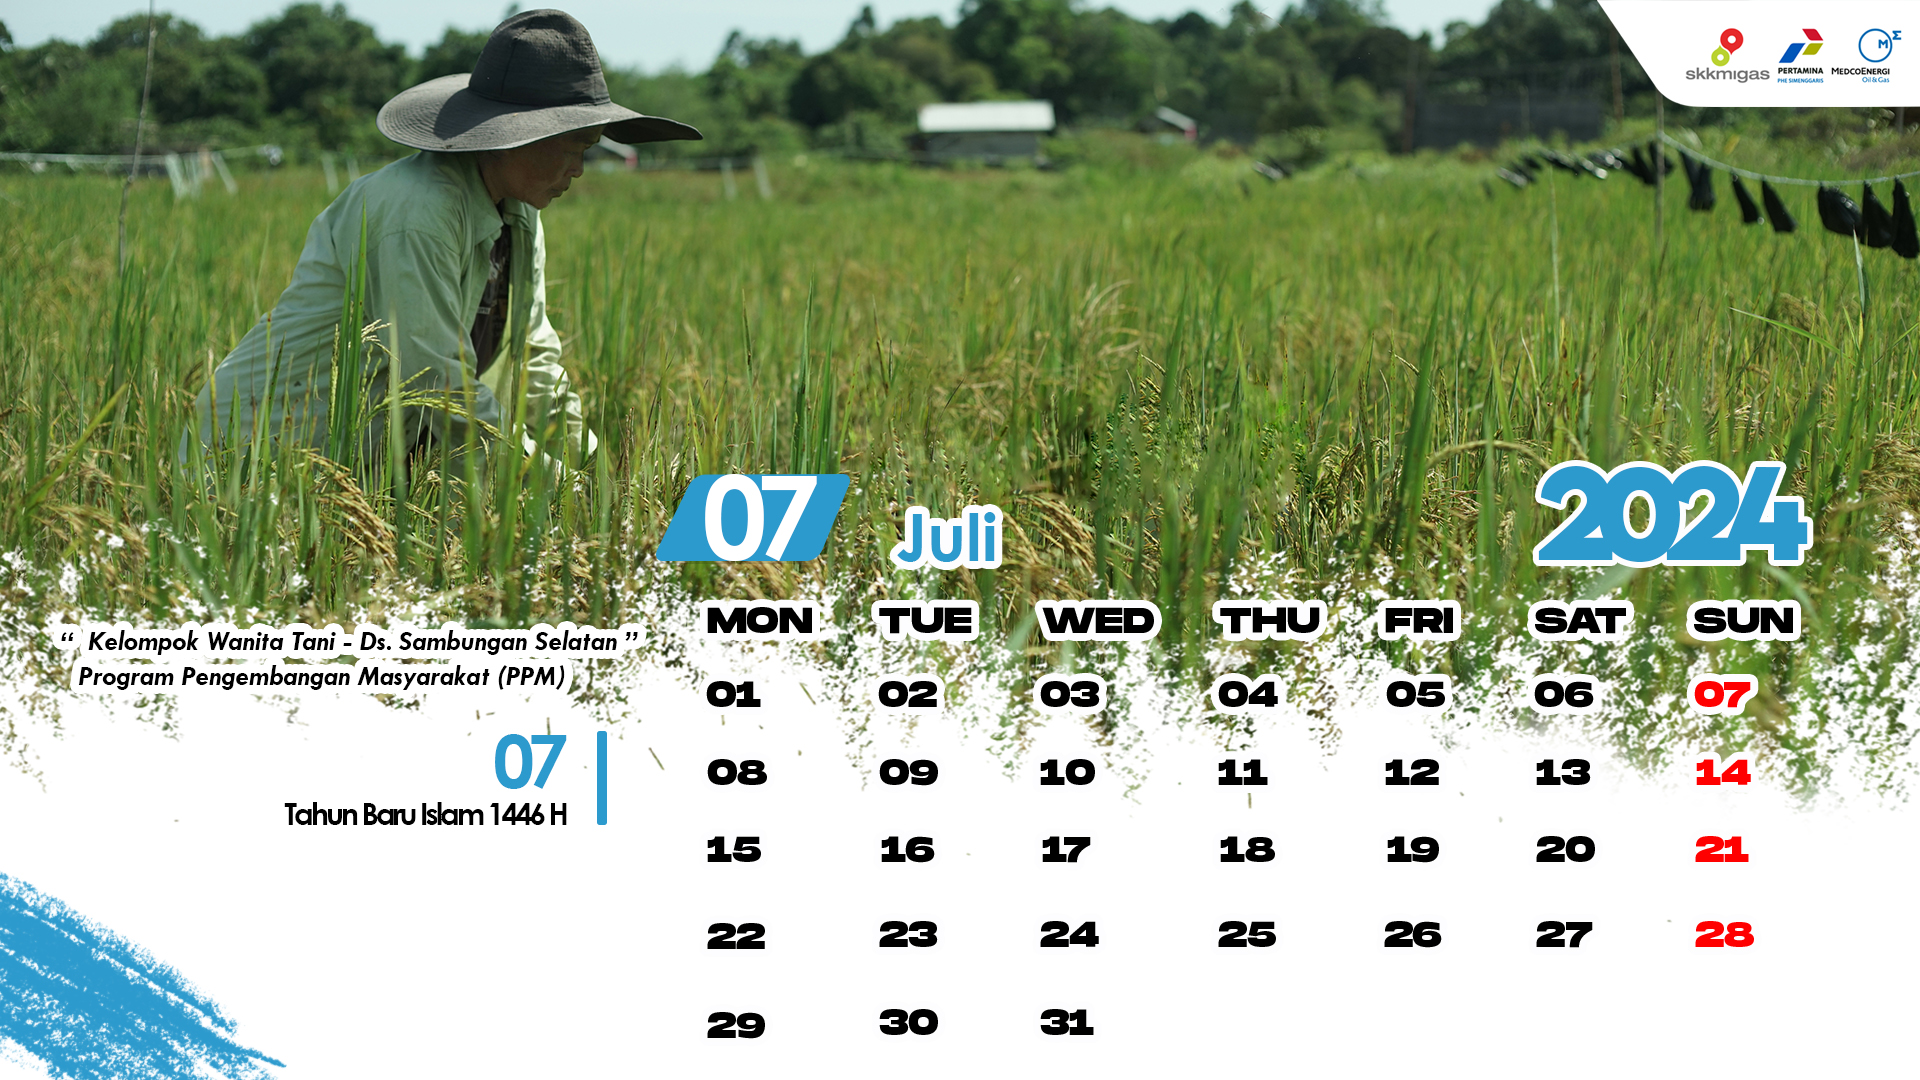 skkmigas
PERTAMINA
PHE SIMENGGARIS
MEDCOENERGI
Oil & Gas
07 Juli 2024
“ Kelompok Wanita Tani - Ds. Sambungan Selatan ”
Program Pengembangan Masyarakat (PPM)
07
Tahun Baru Islam 1446 H
MON TUE WED THU FRI SAT SUN
01 02 03 04 05 06 07
08 09 10 11 12 13 14
15 16 17 18 19 20 21
22 23 24 25 26 27 28
29 30 31